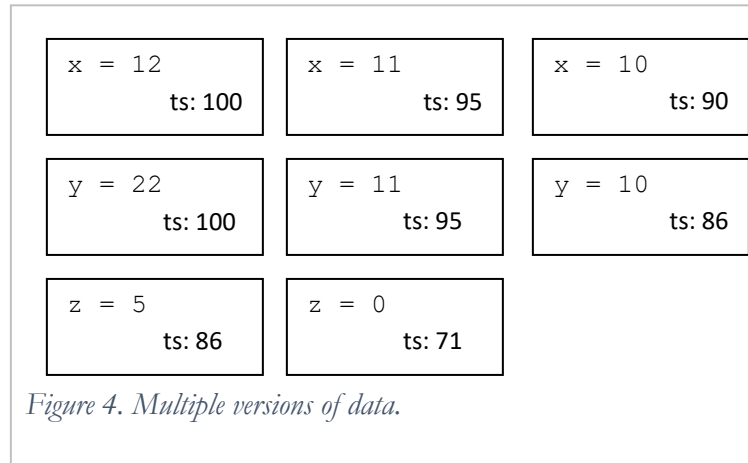 x = 12 x = 11 x = 10
ts: 100 ts: 95 ts: 90
y = 22 y = 11 y = 10
ts: 100 ts: 95 ts: 86
z = 5 z = 0
ts: 86 ts: 71
Figure 4. Multiple versions of data.